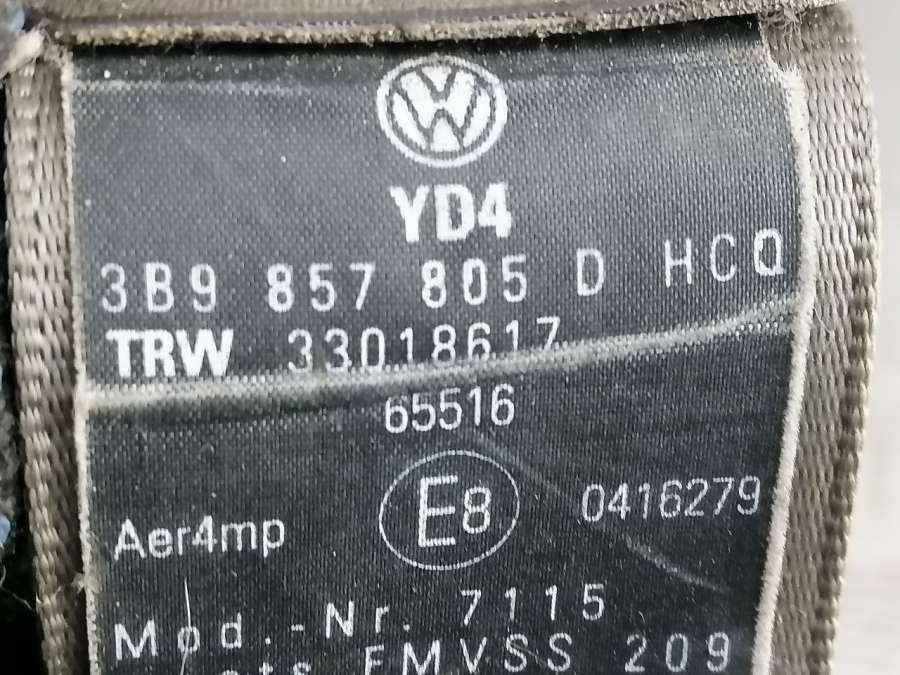 YD4
3B9 857 805 D HCQ
TRW 33018617
65516
Aer4mp E8 0416279
Mod.-Nr. 7115
FMVSS 209